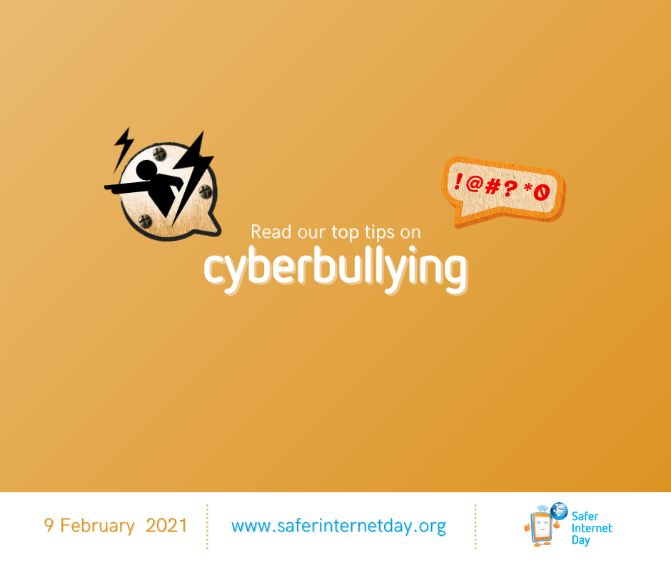 !@#?*0
Read our top tips on
cyberbullying
9 February 2021
www.saferinternetday.org
Safer
Internet
Day